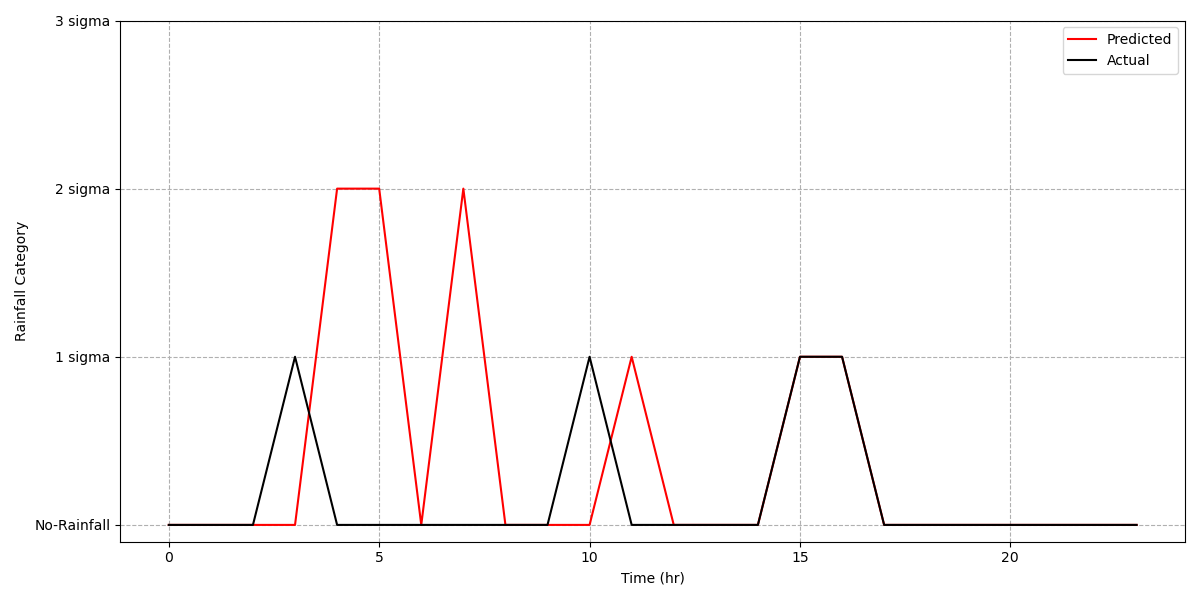 3 sigma
2 sigma
1 sigma
No-Rainfall
Rainfall Category
0 5 10 15 20
Time (hr)
Predicted
Actual